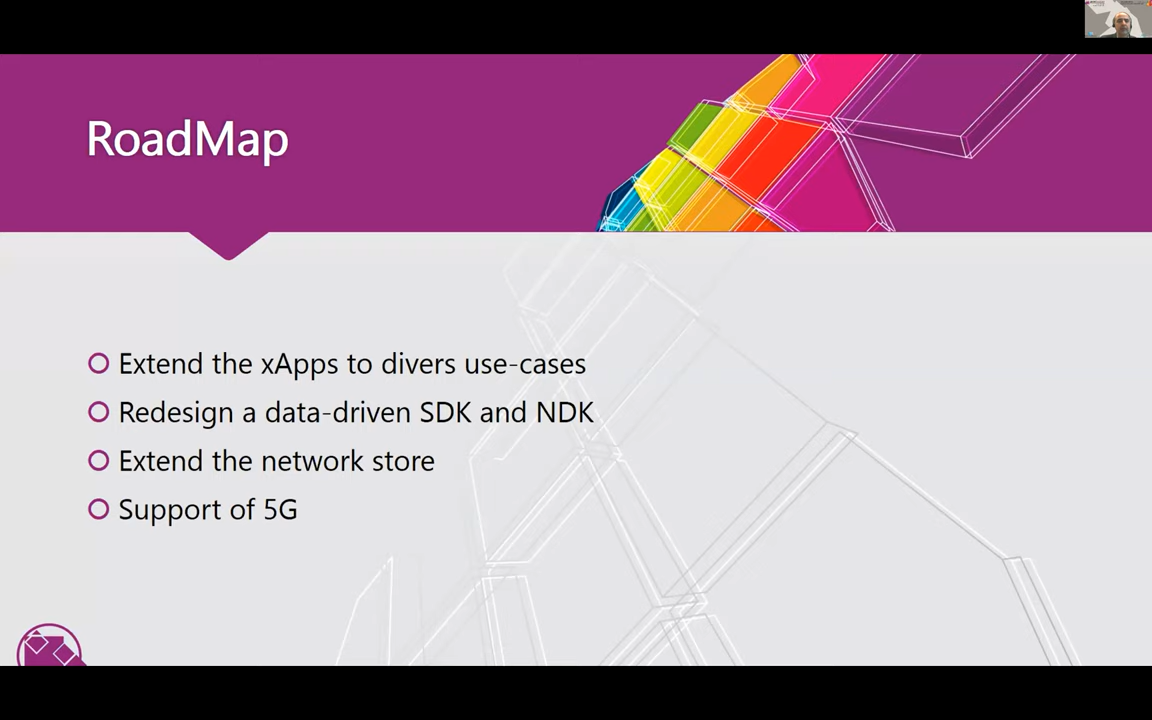 RoadMap
Extend the xApps to divers use-cases
Redesign a data-driven SDK and NDK
Extend the network store
Support of 5G